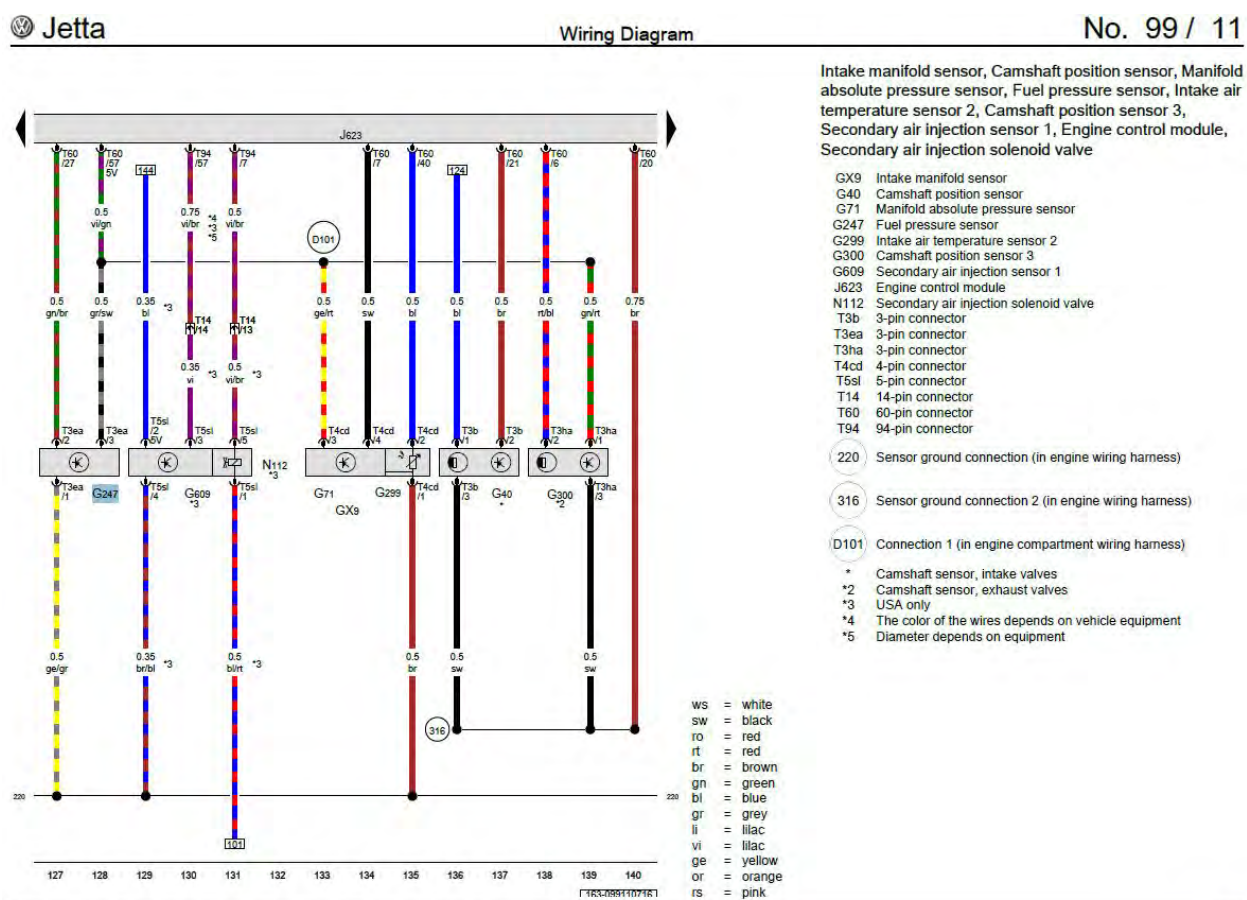 Jetta
Wiring Diagram
No. 99 / 11
Intake manifold sensor, Camshaft position sensor, Manifold
absolute pressure sensor, Fuel pressure sensor, Intake air
temperature sensor 2, Camshaft position sensor 3,
Secondary air injection sensor 1, Engine control module,
Secondary air injection solenoid valve
GX9 Intake manifold sensor
G40 Camshaft position sensor
G71 Manifold absolute pressure sensor
G247 Fuel pressure sensor
G299 Intake air temperature sensor 2
G300 Camshaft position sensor 3
G609 Secondary air injection sensor 1
J623 Engine control module
N112 Secondary air injection solenoid valve
T3b 3-pin connector
T3ea 3-pin connector
T3ha 3-pin connector
T4cd 4-pin connector
T5sl 5-pin connector
T14 14-pin connector
T60 60-pin connector
T94 94-pin connector
220 Sensor ground connection (in engine wiring harness)
316 Sensor ground connection 2 (in engine wiring harness)
D101 Connection 1 (in engine compartment wiring harness)
* Camshaft sensor, intake valves
*2 Camshaft sensor, exhaust valves
*3 USA only
*4 The color of the wires depends on vehicle equipment
*5 Diameter depends on equipment
J623
T60 T60 T94 T94 T60 T60 T60 T60 T60
/27 /57 /57 /7 /7 /40 /21 /6 /20
5V 144 124
0.5 0.75 *4 0.5
vi/gn vi/br *3 vi/br
*5
D101
0.5 0.5 0.35 *3 0.5 0.5 0.5 0.5 0.5 0.5 0.5 0.75
gn/br gr/sw bl ge/rt sw bl bl br rt/bl gn/rt br
T14 T14
/14 /13
0.35 *3 0.5 *3
vi vi/br
T3ea T3ea T5sl T5sl T5sl T4cd T4cd T4cd T3b T3b T3ha T3ha
/2 /3 /2 /3 /5 /3 /4 /2 /1 /2 /2 /1
5V
N112
*3
T3ea T5sl T5sl T4cd T3b T3ha
/1 /4 /1 /1 /3 /3
G247 G609 G71 G299 G40 G300
*3 * *2
GX9
0.5 0.35 *3 0.5 *3 0.5 0.5 0.5
ge/gr br/bl bl/rt br sw sw
316
220 220
101
127 128 129 130 131 132 133 134 135 136 137 138 139 140
163-099110716
ws = white
sw = black
ro = red
rt = red
br = brown
gn = green
bl = blue
gr = grey
li = lilac
vi = lilac
ge = yellow
or = orange
rs = pink